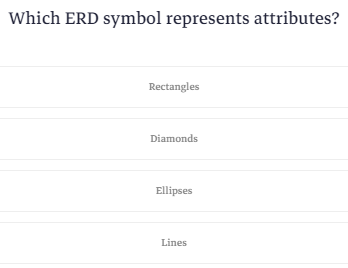 Which ERD symbol represents attributes?
Rectangles
Diamonds
Ellipses
Lines